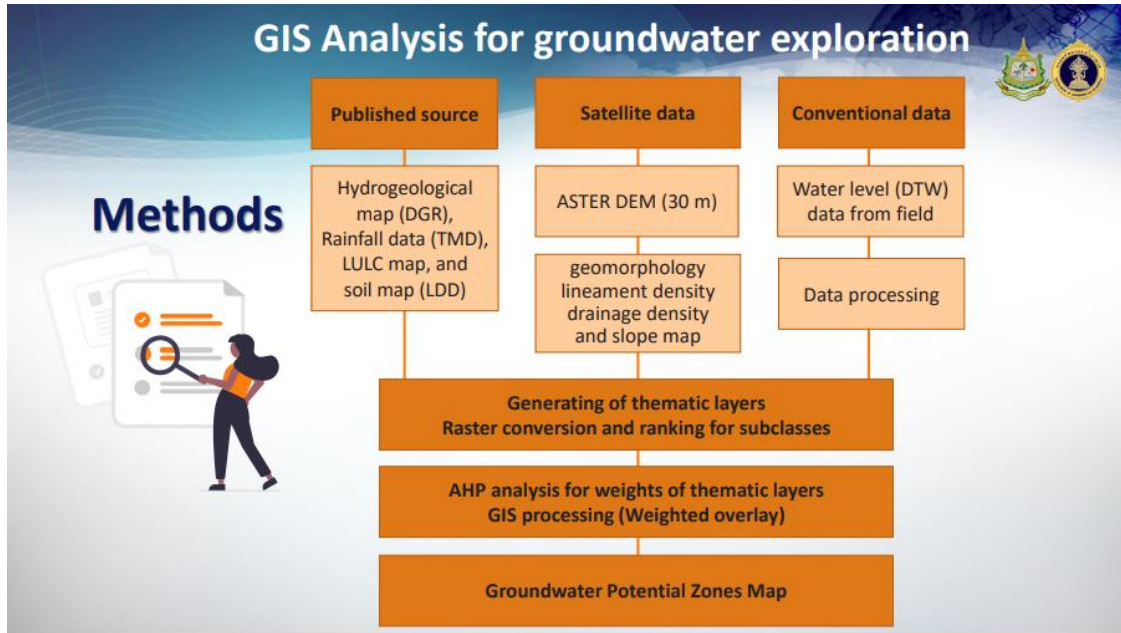 GIS Analysis for groundwater exploration
Methods
Published source
Satellite data
Conventional data
Hydrogeological
map (DGR),
Rainfall data (TMD),
LULC map, and
soil map (LDD)
ASTER DEM (30 m)
geomorphology
lineament density
drainage density
and slope map
Water level (DTW)
data from field
Data processing
Generating of thematic layers
Raster conversion and ranking for subclasses
AHP analysis for weights of thematic layers
GIS processing (Weighted overlay)
Groundwater Potential Zones Map